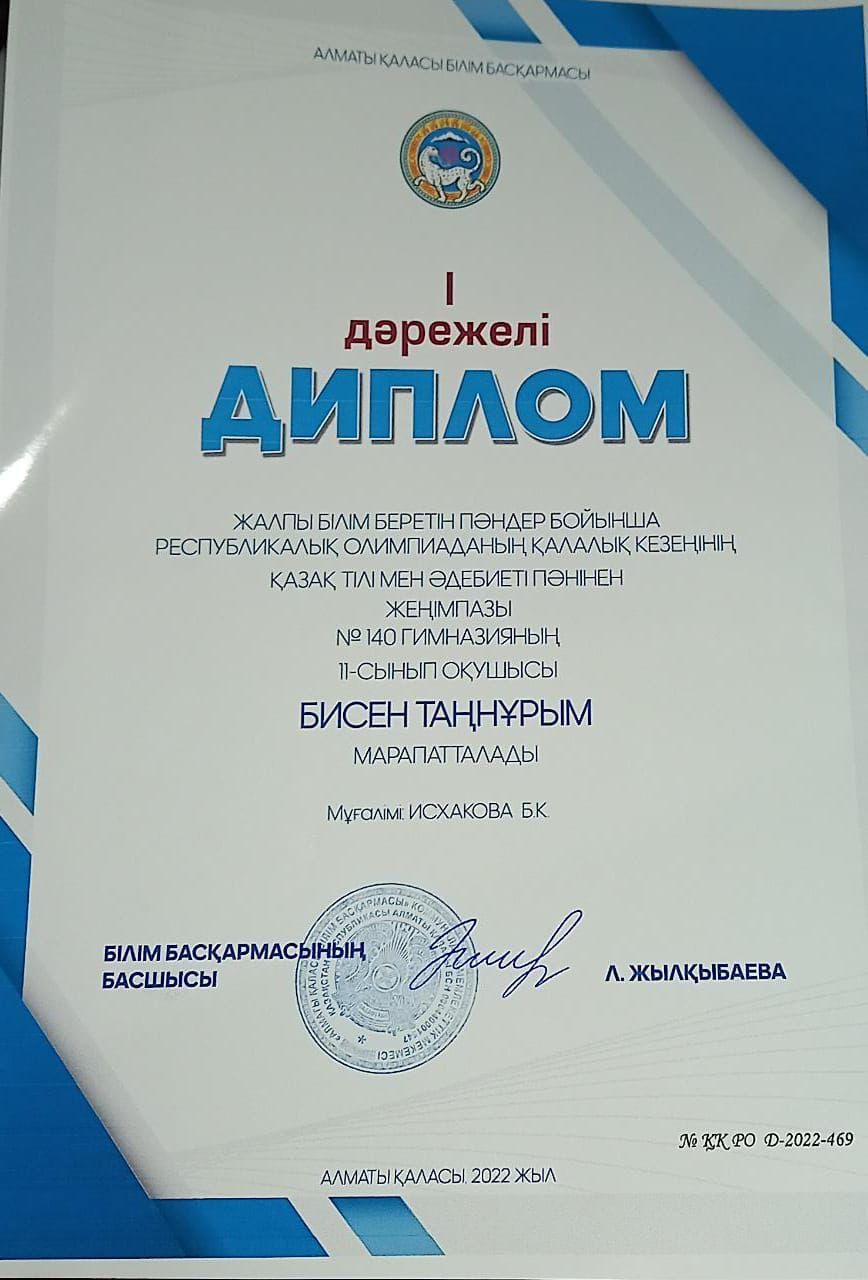 АЛМАТЫ ҚАЛАСЫ БІЛІМ БАСҚАРМАСЫ
I
дәрежелі
ДИПЛОМ
ЖАЛПЫ БІЛІМ БЕРЕТІН ПӘНДЕР БОЙЫНША
РЕСПУБЛИКАЛЫҚ ОЛИМПИАДАНЫҢ ҚАЛАЛЫҚ КЕЗЕҢІНІҢ
ҚАЗАҚ ТІЛІ МЕН ӘДЕБИЕТІ ПӘНІНЕН
ЖЕҢІМПАЗЫ
№ 140 ГИМНАЗИЯНЫҢ
11-СЫНЫП ОҚУШЫСЫ
БИСЕН ТАҢНҰРЫМ
МАРАПАТТАЛАДЫ
Мұғалімі: ИСХАКОВА Б.К.
БІЛІМ БАСҚАРМАСЫНЫҢ
БАСШЫСЫ
Л. ЖЫЛҚЫБАЕВА
№ ҚК РО Д-2022-469
АЛМАТЫ ҚАЛАСЫ, 2022 ЖЫЛ